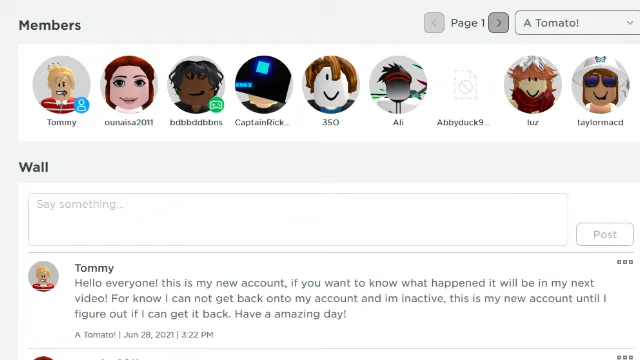 Members
Page 1
A Tomato!
Tommy
ounaisa2011
bdbbddbbns
CaptainRick...
35O
Ali
Abbyduck9...
luz
taylormacd
Wall
Say something...
Post
Tommy
Hello everyone! this is my new account, if you want to know what happened it will be in my next
video! For know I can not get back onto my account and im inactive, this is my new account until I
figure out if I can get it back. Have a amazing day!
A Tomato! | Jun 28, 2021 | 3:22 PM